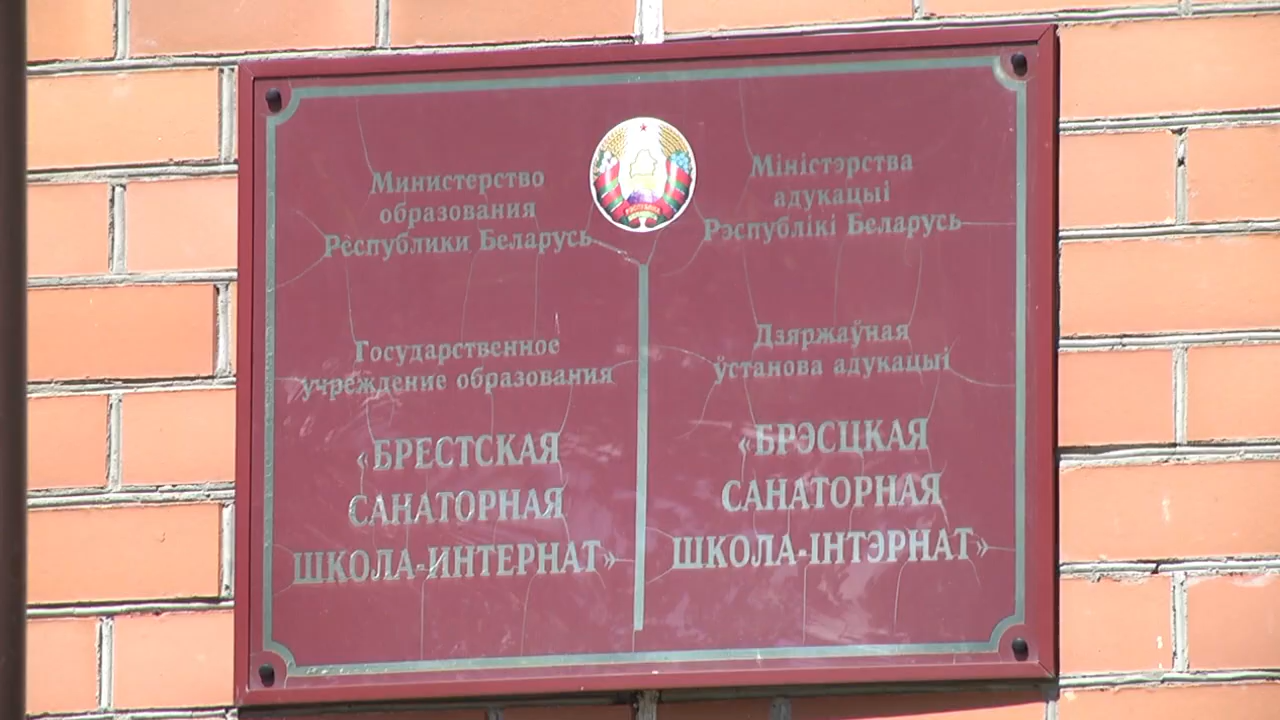 Министерство
образования
Республики Беларусь
Государственное
учреждение образования
«БРЕСТСКАЯ
САНАТОРНАЯ
ШКОЛА-ИНТЕРНАТ»
Міністэрства
адукацыі
Рэспублікі Беларусь
Дзяржаўная
ўстанова адукацыі
«БРЭСЦКАЯ
САНАТОРНАЯ
ШКОЛА-ІНТЭРНАТ»